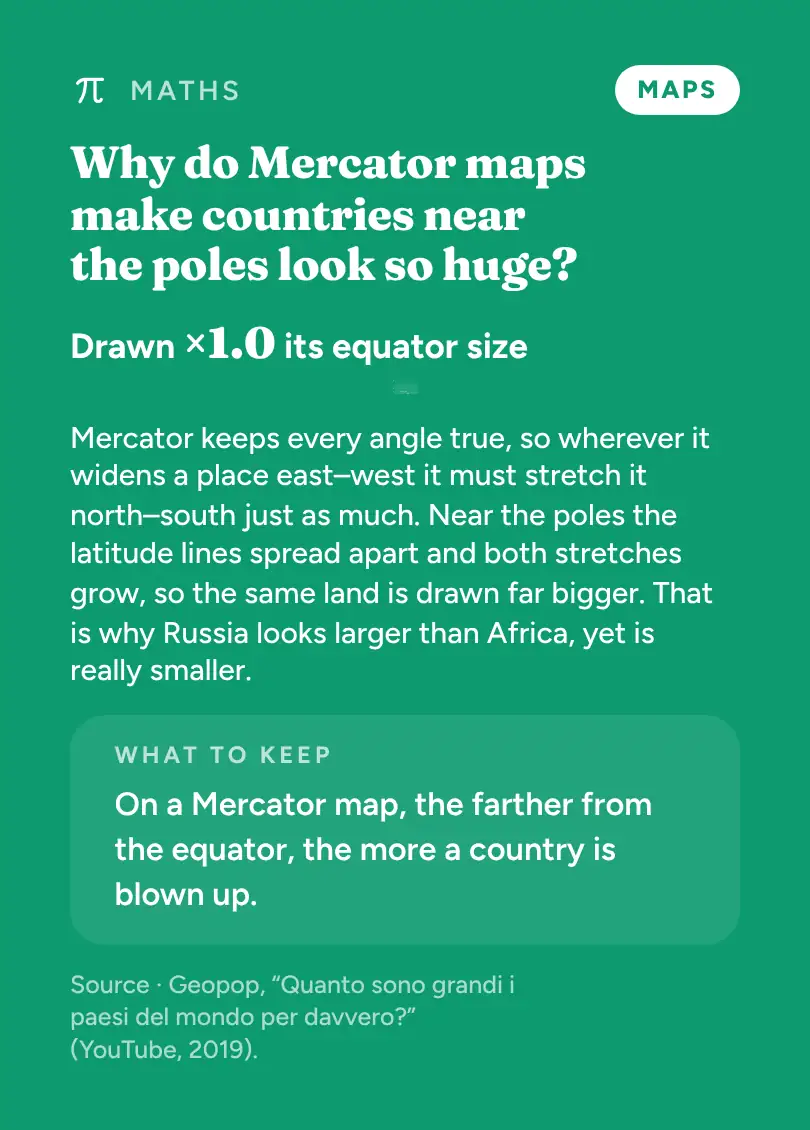 π MATHS
MAPS
Why do Mercator maps
make countries near
the poles look so huge?
Drawn ×1.0 its equator size
Mercator keeps every angle true, so wherever it
widens a place east–west it must stretch it
north–south just as much. Near the poles the
latitude lines spread apart and both stretches
grow, so the same land is drawn far bigger. That
is why Russia looks larger than Africa, yet is
really smaller.
WHAT TO KEEP
On a Mercator map, the farther from
the equator, the more a country is
blown up.
Source · Geopop, “Quanto sono grandi i
paesi del mondo per davvero?”
(YouTube, 2019).